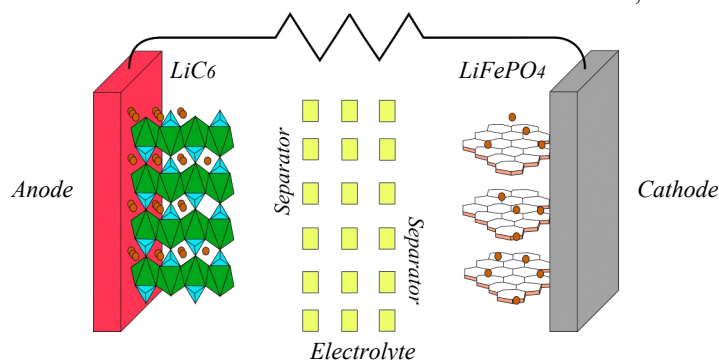 LiC6
LiFePO4
Anode
Separator
Separator
Cathode
Electrolyte